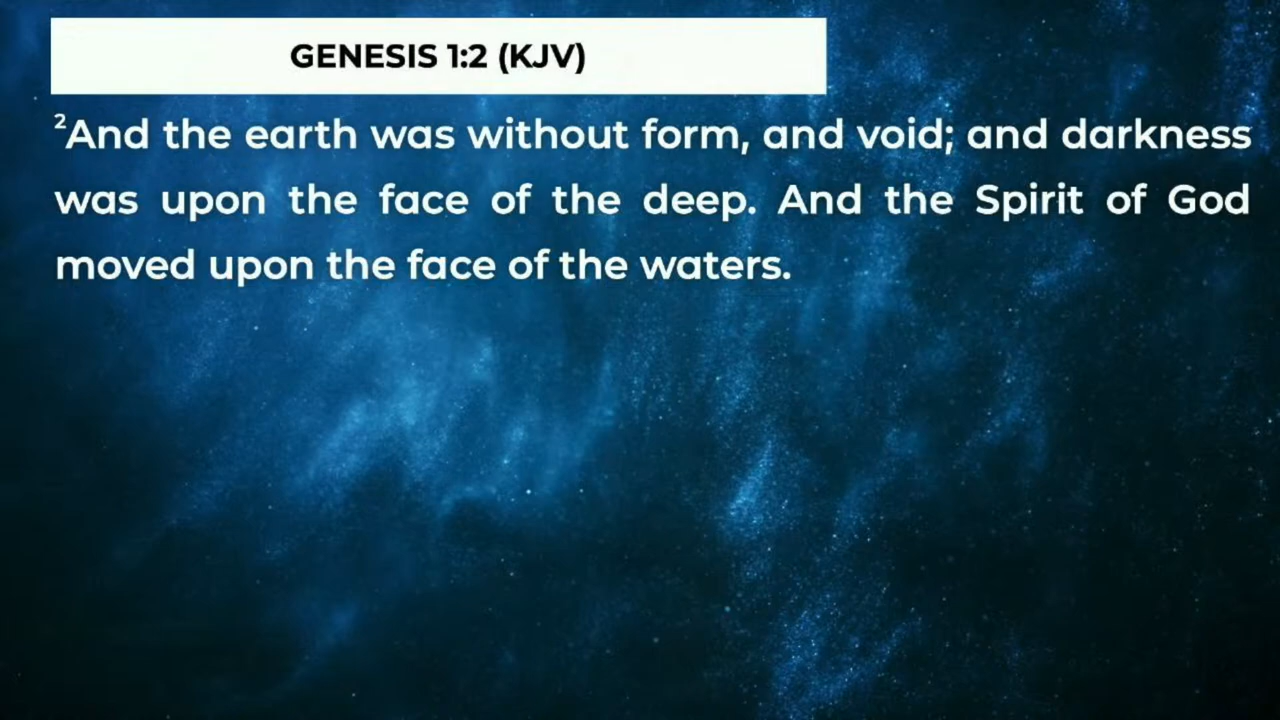 GENESIS 1:2 (KJV)
²And the earth was without form, and void; and darkness
was upon the face of the deep. And the Spirit of God
moved upon the face of the waters.